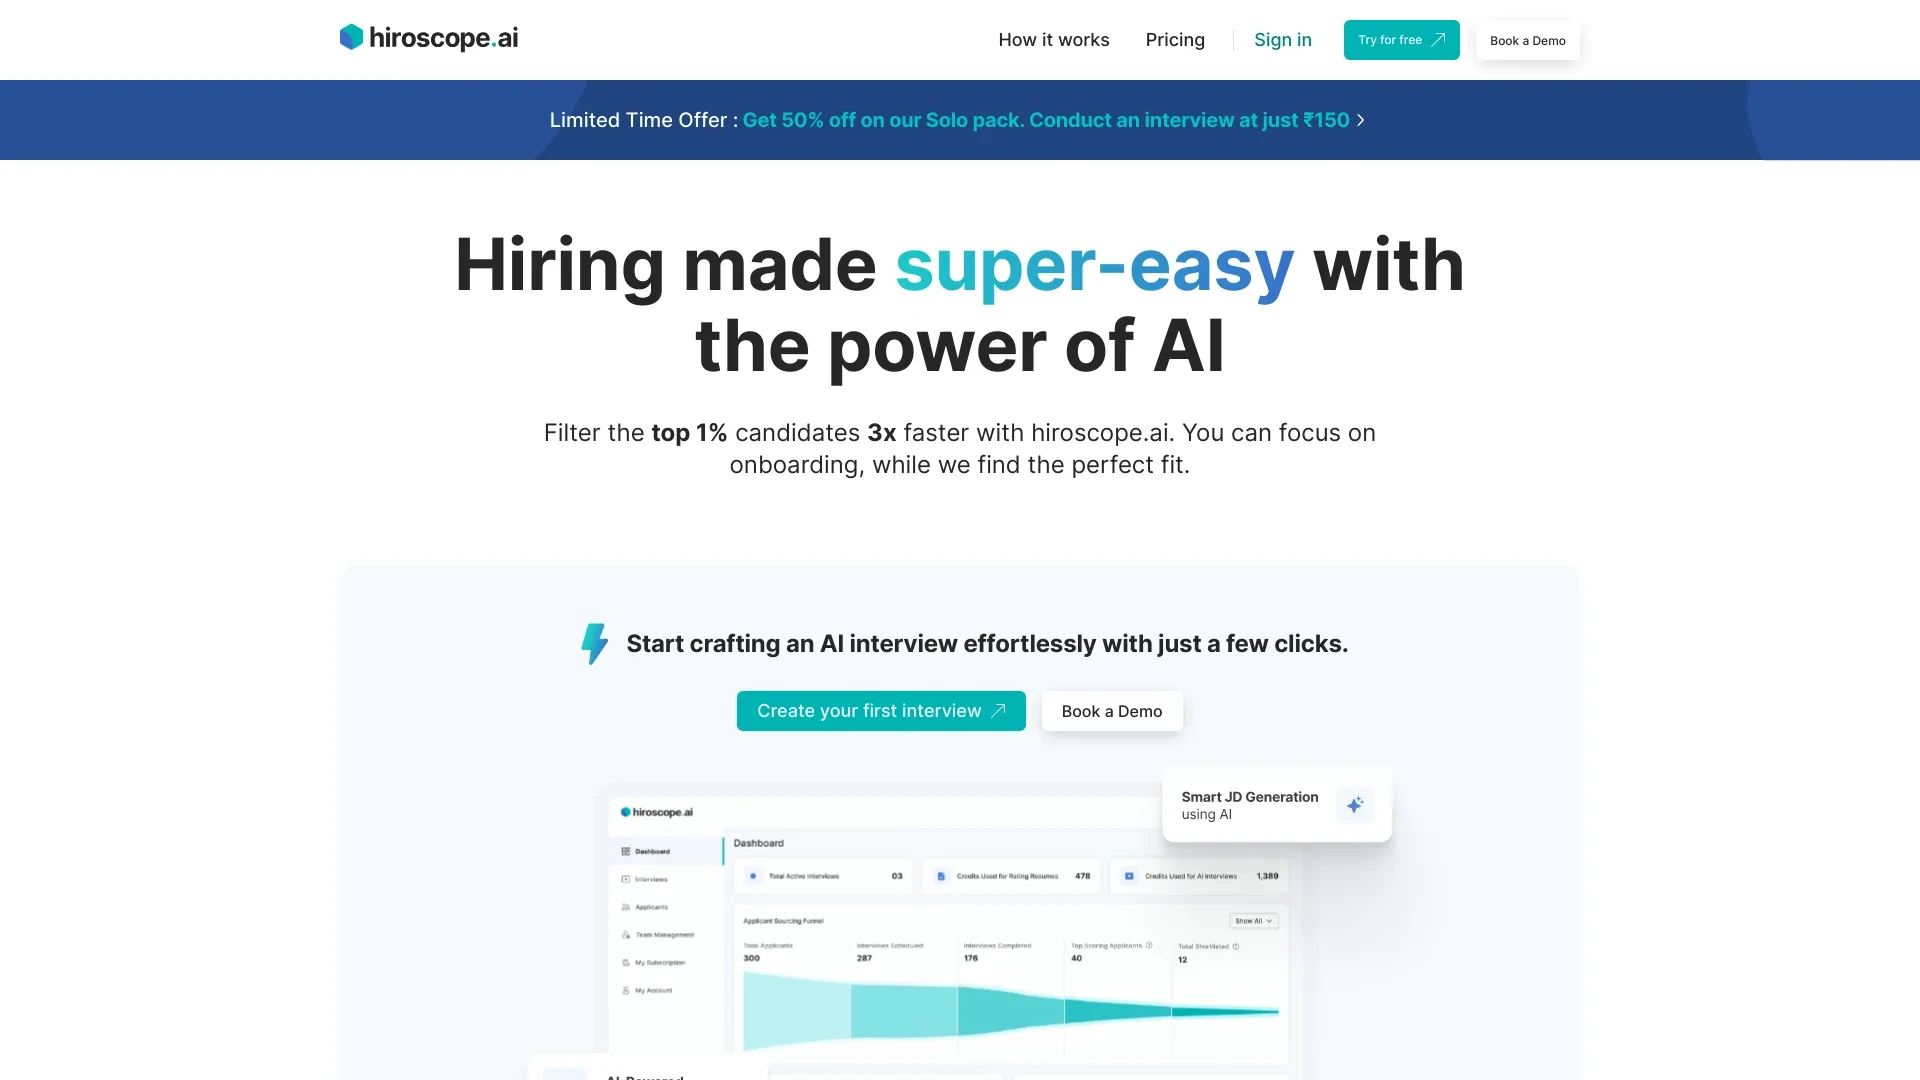 hiroscope.ai
How it works
Pricing
Sign in
Try for free
Book a Demo
Limited Time Offer : Get 50% off on our Solo pack. Conduct an interview at just ₹150
Hiring made super-easy with
the power of AI
Filter the top 1% candidates 3x faster with hiroscope.ai. You can focus on
onboarding, while we find the perfect fit.
Start crafting an AI interview effortlessly with just a few clicks.
Create your first interview
Book a Demo
Smart JD Generation
using AI
hiroscope.ai
Dashboard
Interviews
Applicants
Team Management
My Subscription
My Account
Dashboard
Total Active Interviews 03
Credits Used for Rating Resumes 478
Credits Used for AI Interviews 1,389
Applicant Sourcing Funnel
Show All
Total Applicants
300
Interviews Scheduled
287
Interviews Completed
176
Top Scoring Applicants
40
Total Shortlisted
12
AI-Powered